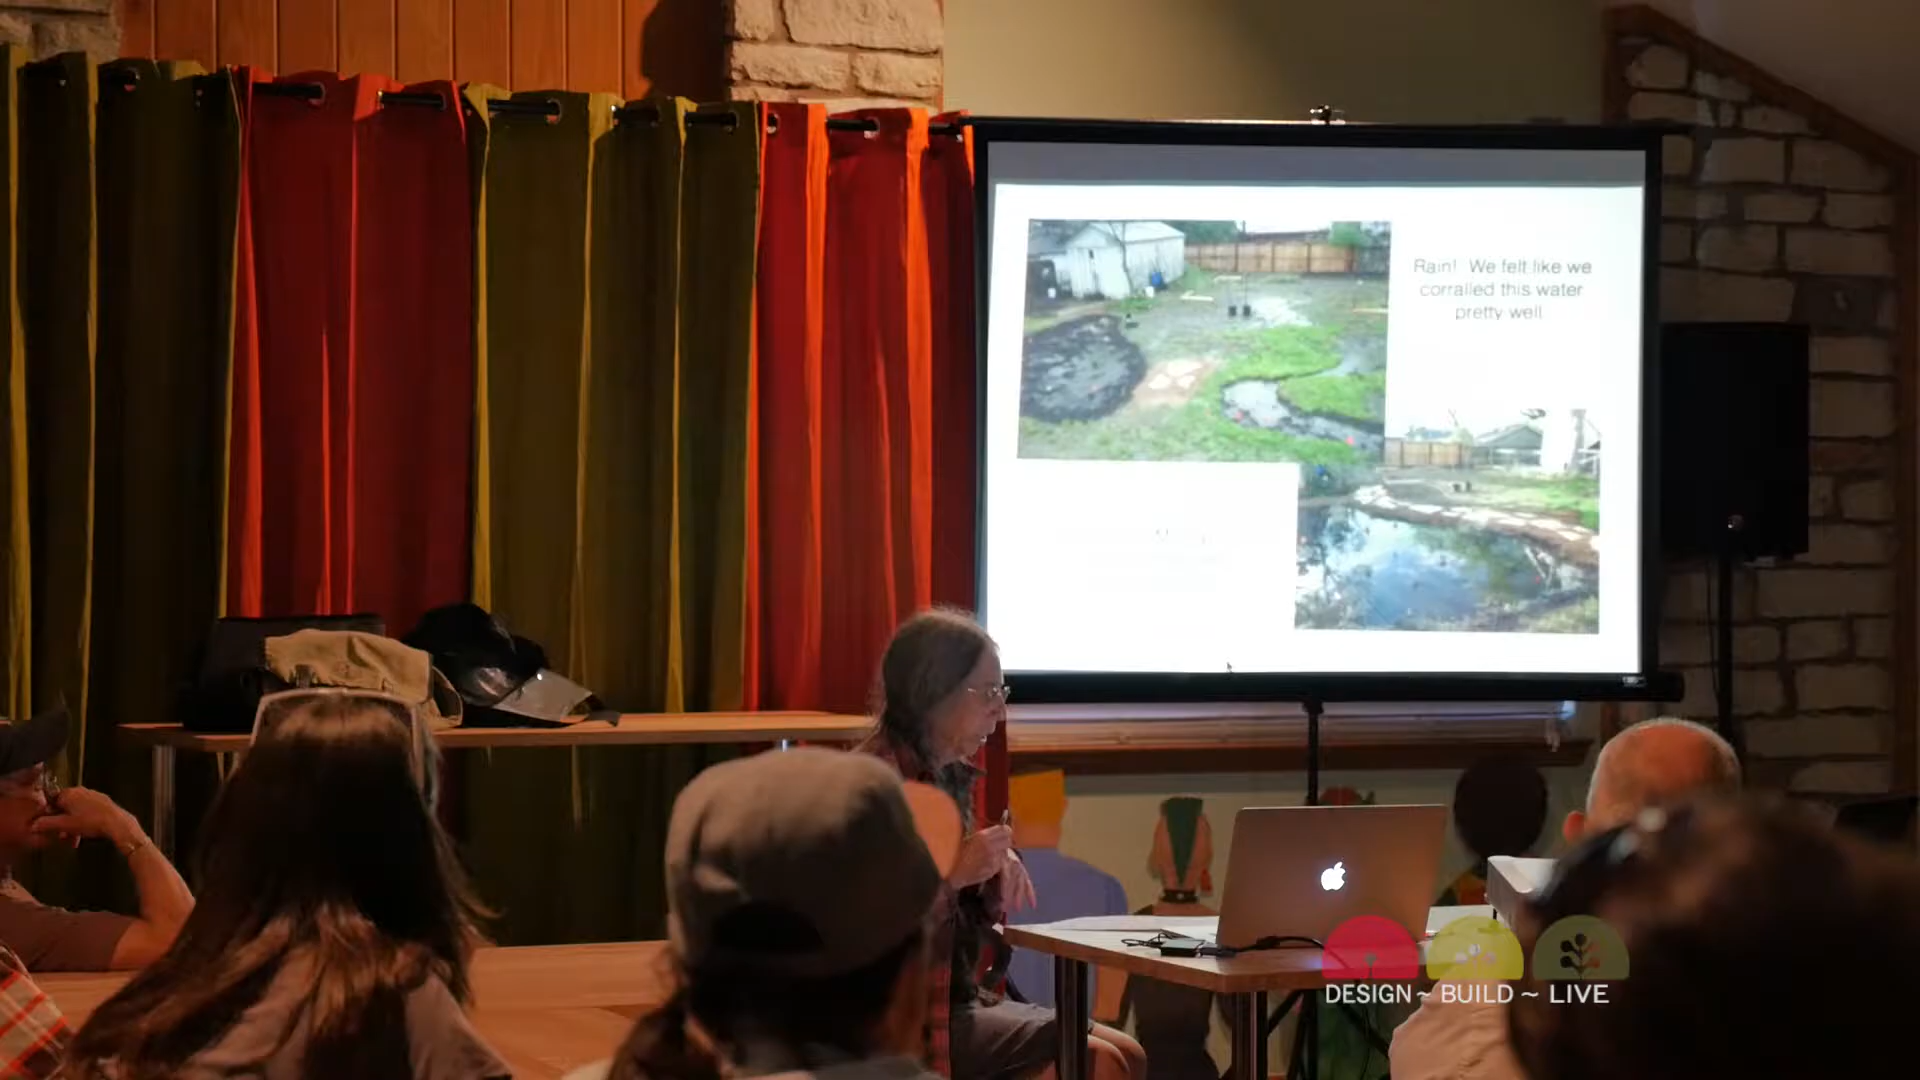 Rain! We felt like we
corralled this water
pretty well
DESIGN ~ BUILD ~ LIVE